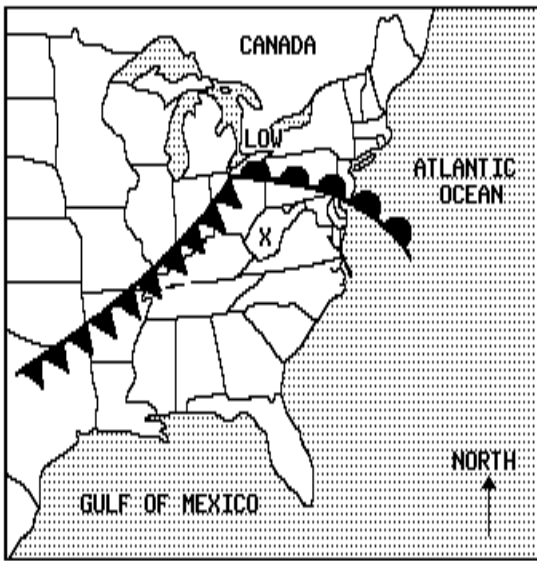 CANADA
LOW
ATLANTIC
OCEAN
X
NORTH
GULF OF MEXICO